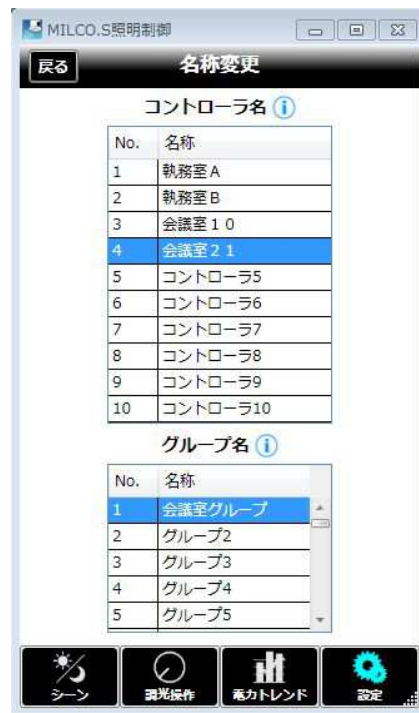 MILCO.S照明制御
戻る 名称変更
コントローラ名
No. 名称
1 執務室A
2 執務室B
3 会議室10
4 会議室21
5 コントローラ5
6 コントローラ6
7 コントローラ7
8 コントローラ8
9 コントローラ9
10 コントローラ10
グループ名
No. 名称
1 会議室グループ
2 グループ2
3 グループ3
4 グループ4
5 グループ5
シーン 調光操作 電力トレンド 設定